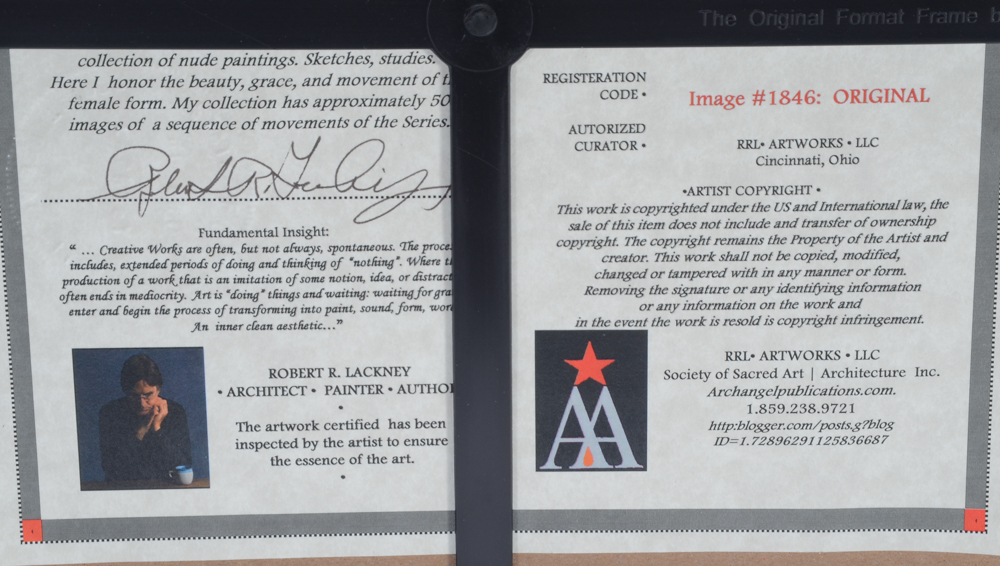 The Original Format Frame
collection of nude paintings. Sketches, studies.
Here I honor the beauty, grace, and movement of
female form. My collection has approximately 50
images of a sequence of movements of the Series.
Fundamental Insight:
“ ... Creative Works are often, but not always, spontaneous. The
includes, extended periods of doing and thinking of "nothing". Where
production of a work that is an imitation of some notion, idea, or
often ends in mediocrity. Art is "doing" things and waiting: waiting for
enter and begin the process of transforming into paint, sound, form,
An inner clean aesthetic...”
ROBERT R. LACKNEY
• ARCHITECT • PAINTER •
•
The artwork certified has been
inspected by the artist to ensure
the essence of the art.
•
REGISTERATION
CODE •
Image #1846: ORIGINAL
AUTORIZED
CURATOR •
RRL• ARTWORKS • LLC
Cincinnati, Ohio
•ARTIST COPYRIGHT •
This work is copyrighted under the US and International law, the
sale of this item does not include and transfer of ownership
copyright. The copyright remains the Property of the Artist and
creator. This work shall not be copied, modified,
changed or tampered with in any manner or form.
Removing the signature or any identifying information
or any information on the work and
in the event the work is resold is copyright infringement.
RRL• ARTWORKS • LLC
Society of Sacred Art | Architecture Inc.
Archangelpublications.com.
1.859.238.9721
http:blogger.com/posts.g?blog
ID=1.72896291125836687